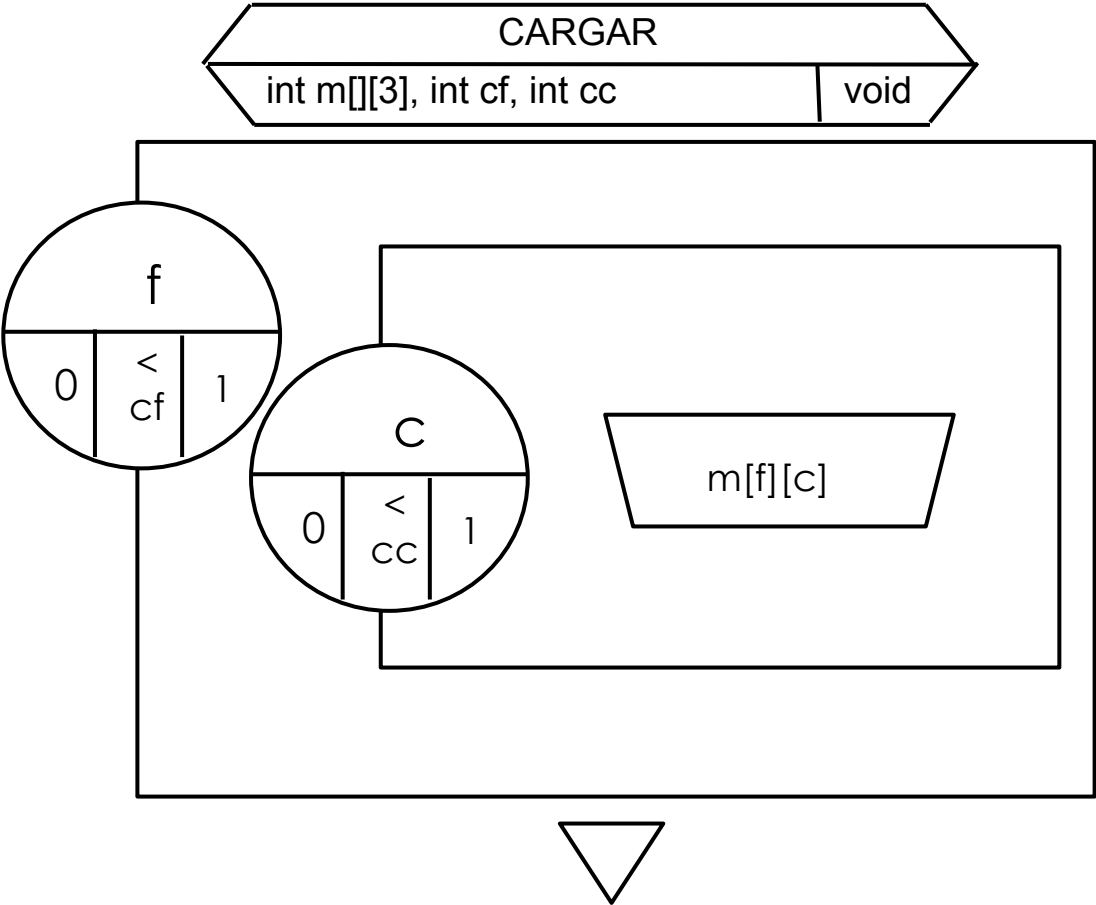 CARGAR
int m[][3], int cf, int cc
void
f
0
<
cf
1
c
0
<
cc
1
m[f][c]